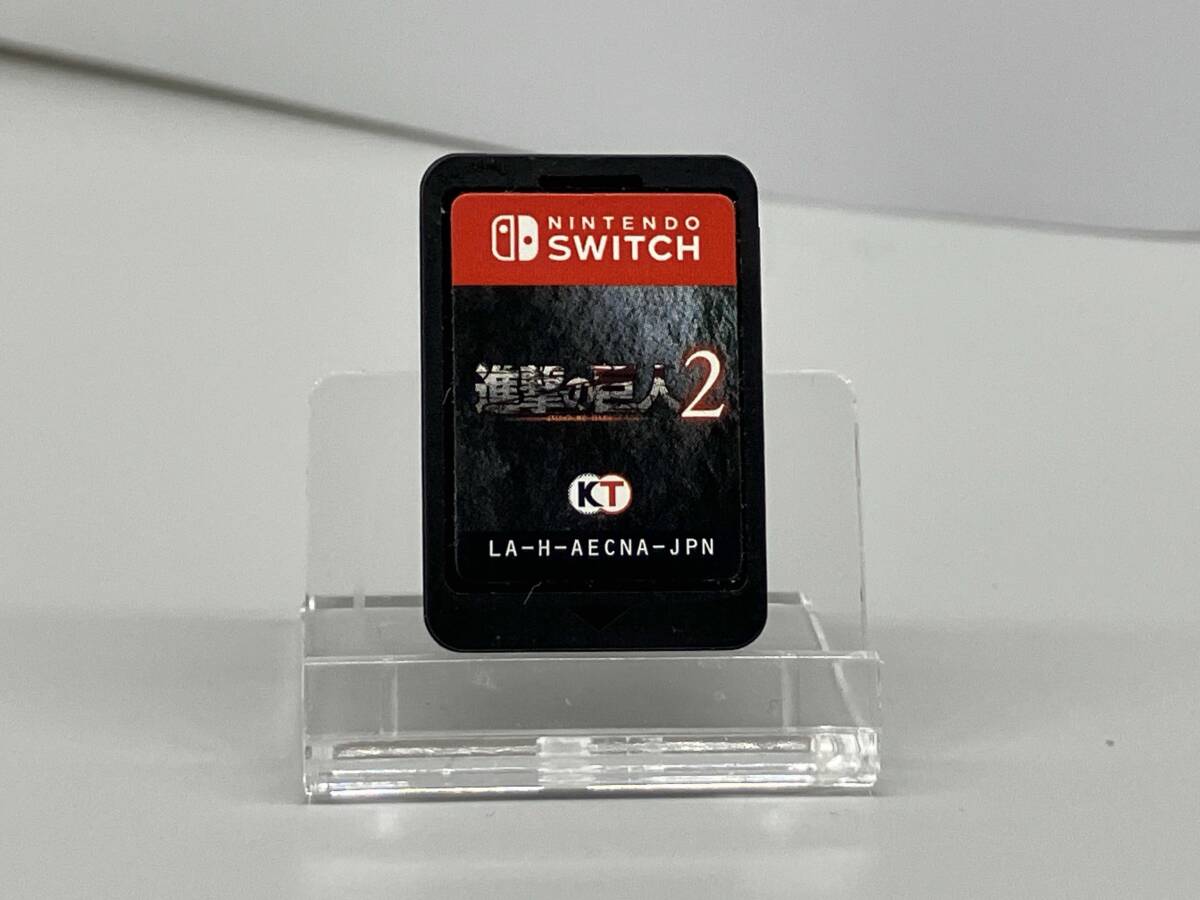 NINTENDO
SWITCH
進撃の巨人2
KT
LA-H-AECNA-JPN